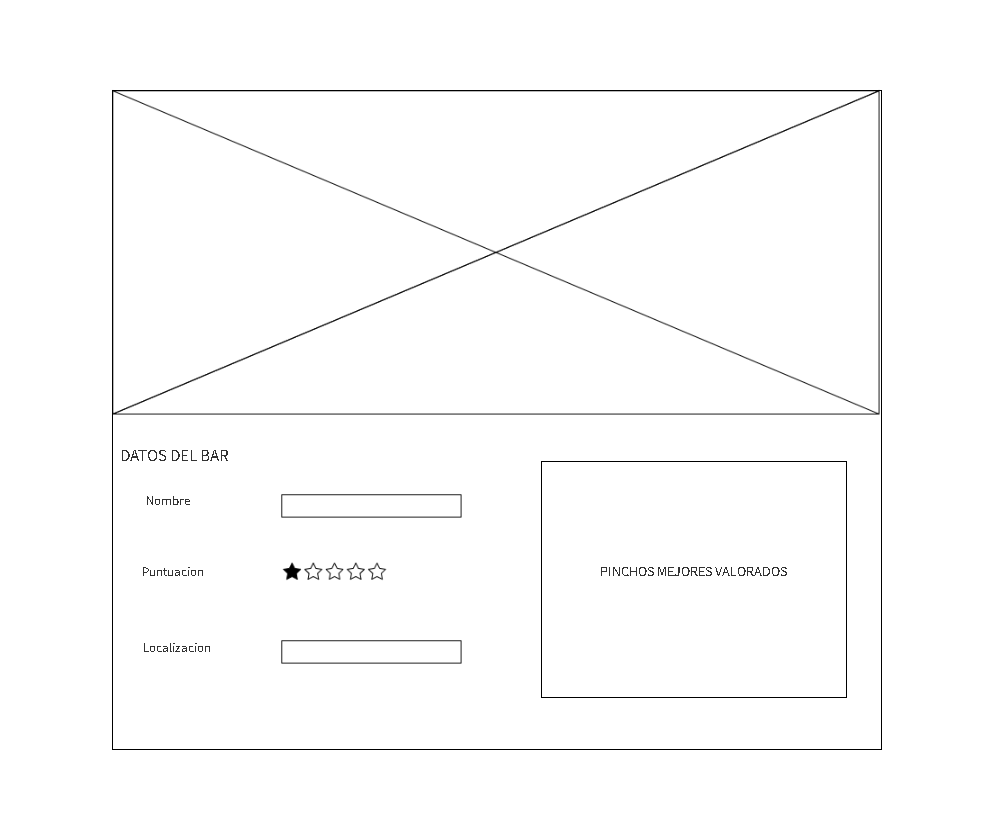 DATOS DEL BAR
Nombre
Puntuacion
Localizacion
PINCHOS MEJORES VALORADOS